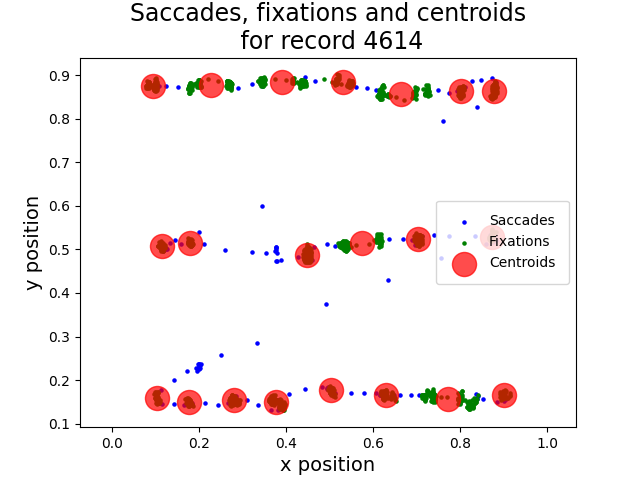 Saccades, fixations and centroids
for record 4614
0.9
0.8
0.7
0.6
0.5
0.4
0.3
0.2
0.1
y position
Saccades
Fixations
Centroids
0.0 0.2 0.4 0.6 0.8 1.0
x position